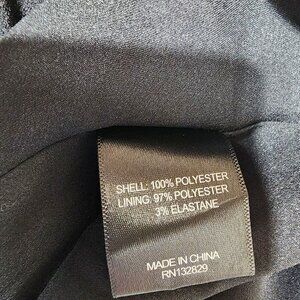 SHELL: 100% POLYESTER
LINING: 97% POLYESTER
3% ELASTANE
MADE IN CHINA
RN132829